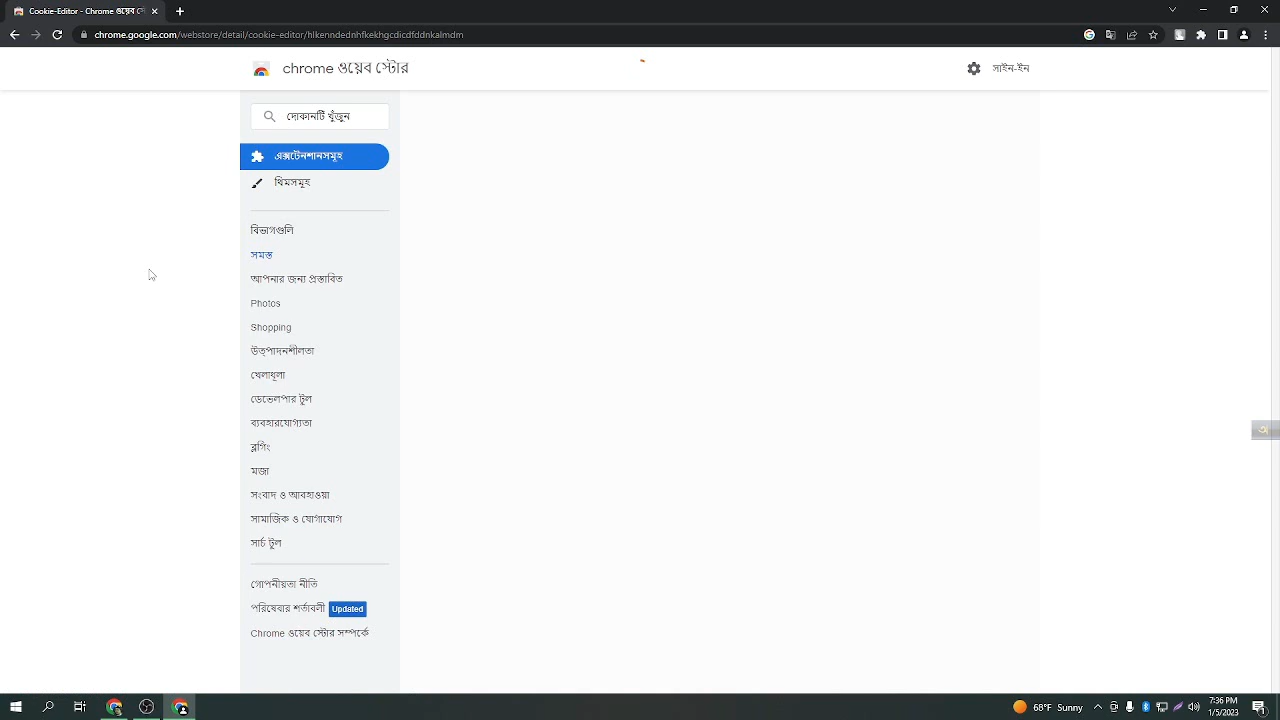 Cookie-Editor - Chrome ওয়েব স্টো
chrome.google.com/webstore/detail/cookie-editor/hlkenndednhfkekhgcdicdfddnkalmdm
chrome ওয়েব স্টোর
সাইন-ইন
দোকানটি খুঁজুন
এক্সটেনশানসমূহ
থিমসমূহ
বিভাগগুলি
সমস্ত
আপনার জন্য প্রস্তাবিত
Photos
Shopping
উত্পাদনশীলতা
খেলাধূলা
ডেভেলপার টুল
ব্যবহারযোগ্যতা
ব্লগিং
মজা
সংবাদ ও আবহাওয়া
সামাজিক ও যোগাযোগ
সার্চ টুল
গোপনীয়তা নীতি
পরিষেবার শর্তাবলী Updated
Chrome ওয়েব স্টোর সম্পর্কে
68°F Sunny
7:36 PM
1/5/2023